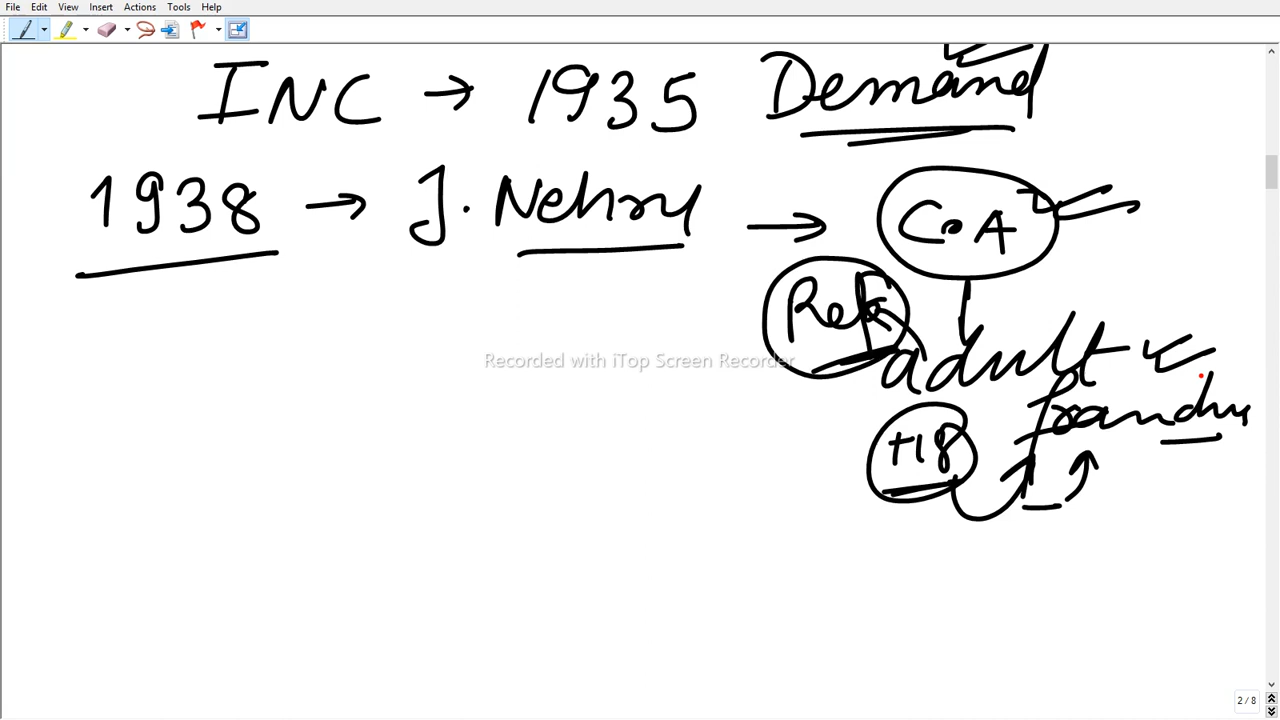 File Edit View Insert Actions Tools Help
INC → 1935 Demand
1938 → J. Nehru → CoA
adult
+18
Recorded with iTop Screen Recorder
2 / 8